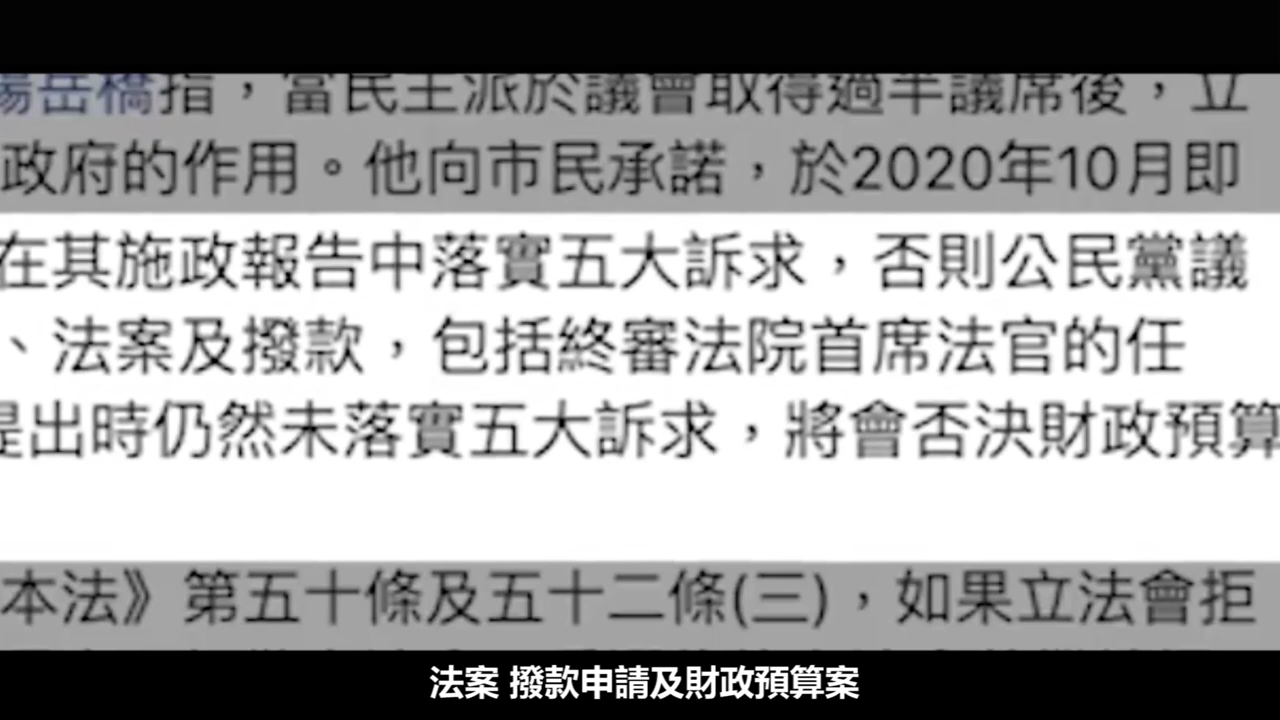 楊岳橋指，當民主派於議會取得過半議席後，立
政府的作用。他向市民承諾，於2020年10月即
在其施政報告中落實五大訴求，否則公民黨議
、法案及撥款，包括終審法院首席法官的任
提出時仍然未落實五大訴求，將會否決財政預算
本法》第五十條及五十二條(三)，如果立法會拒
法案 撥款申請及財政預算案